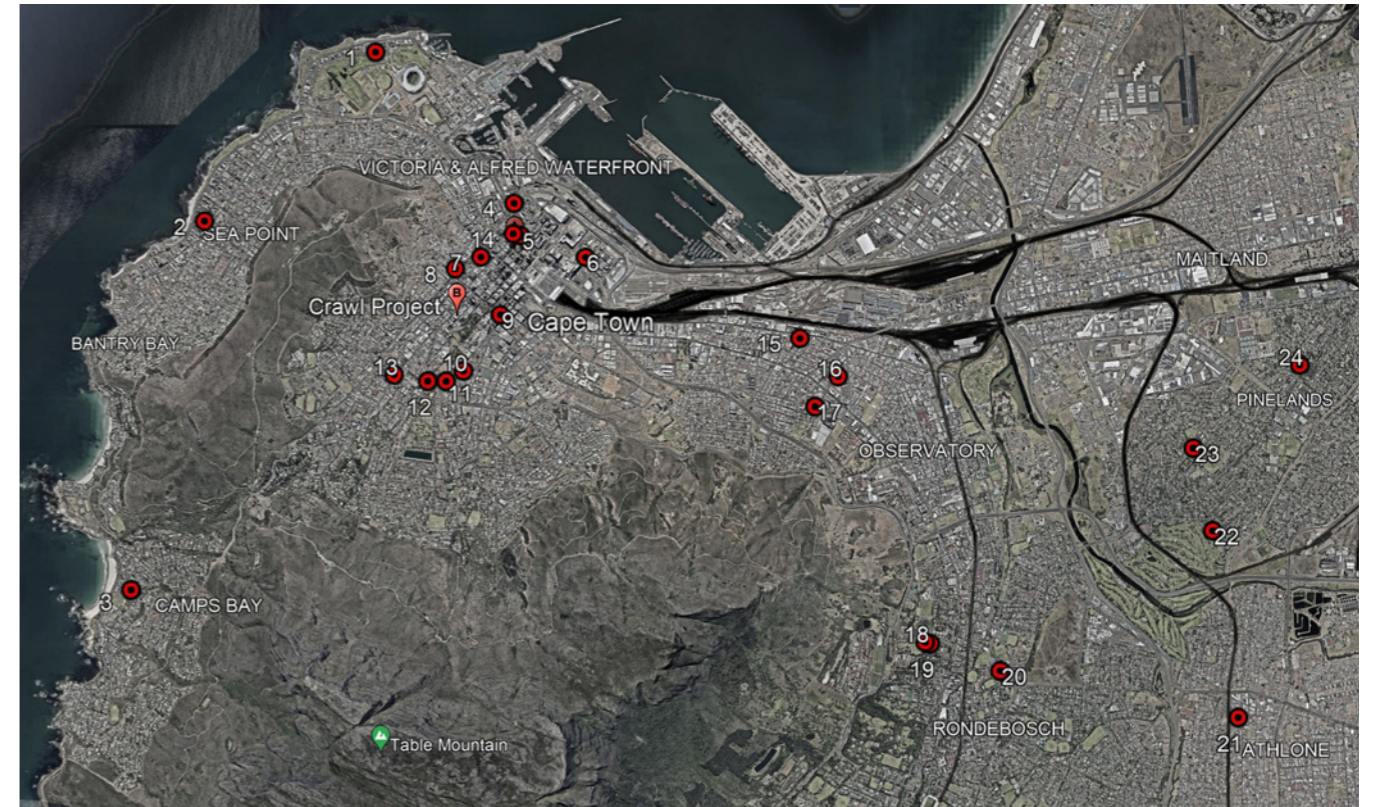 1
VICTORIA & ALFRED WATERFRONT
4
2
SEA POINT
14
5
7
6
8
MAITLAND
Crawl Project
B
9
Cape Town
15
BANTRY BAY
13
10
16
24
11
12
17
PINELANDS
OBSERVATORY
23
22
3
CAMPS BAY
18
19
20
RONDEBOSCH
Table Mountain
21
ATHLONE